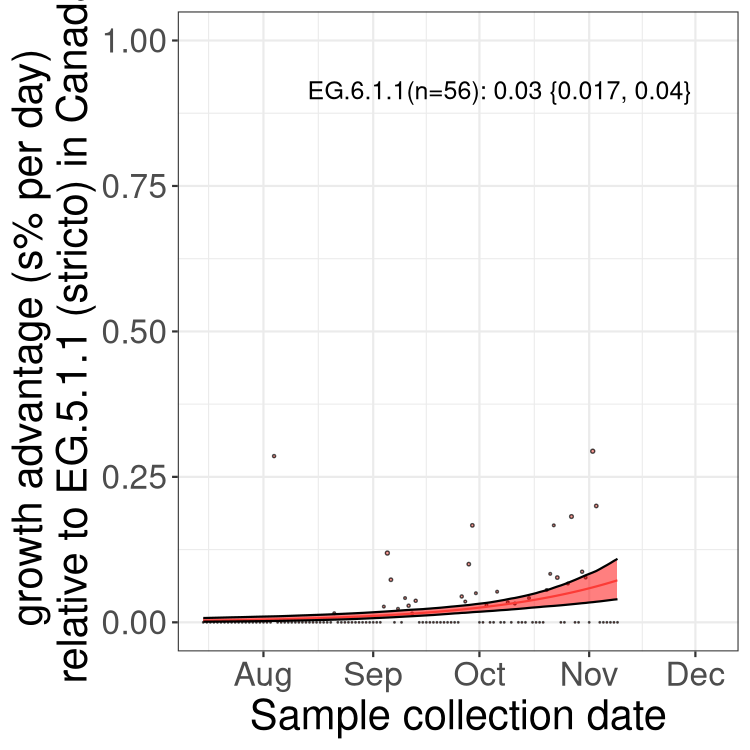 growth advantage (s% per day)
relative to EG.5.1.1 (stricto) in Canada
1.00
0.75
0.50
0.25
0.00
EG.6.1.1(n=56): 0.03 {0.017, 0.04}
Aug Sep Oct Nov Dec
Sample collection date